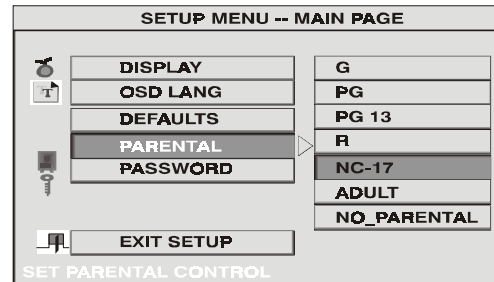 SETUP MENU -- MAIN PAGE
DISPLAY
OSD LANG
DEFAULTS
PARENTAL
PASSWORD
EXIT SETUP
G
PG
PG 13
R
NC-17
ADULT
NO_PARENTAL
SET PARENTAL CONTROL